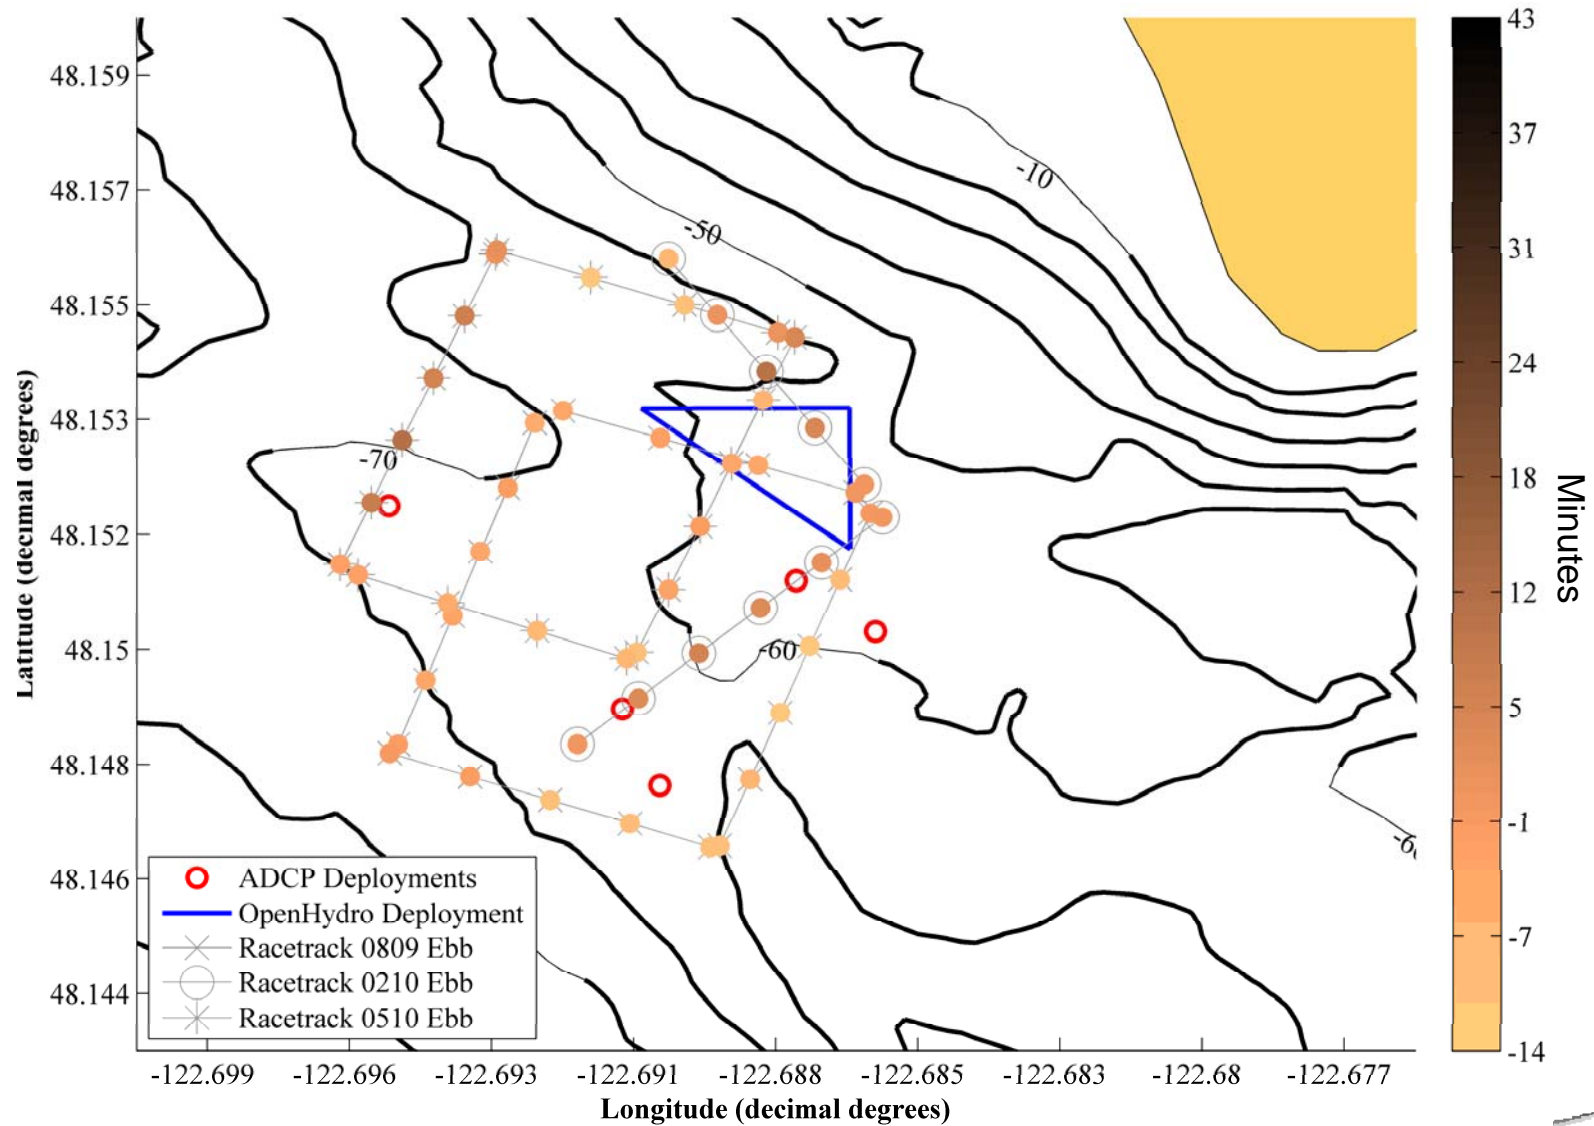 48.159
48.157
48.155
48.153
48.152
48.15
48.148
48.146
48.144
Latitude (decimal degrees)
-10
-50
-70
-60
ADCP Deployments
OpenHydro Deployment
Racetrack 0809 Ebb
Racetrack 0210 Ebb
Racetrack 0510 Ebb
-122.699 -122.696 -122.693 -122.691 -122.688 -122.685 -122.683 -122.68 -122.677
Longitude (decimal degrees)
43
37
31
24
18
12
5
-1
-7
-14
Minutes